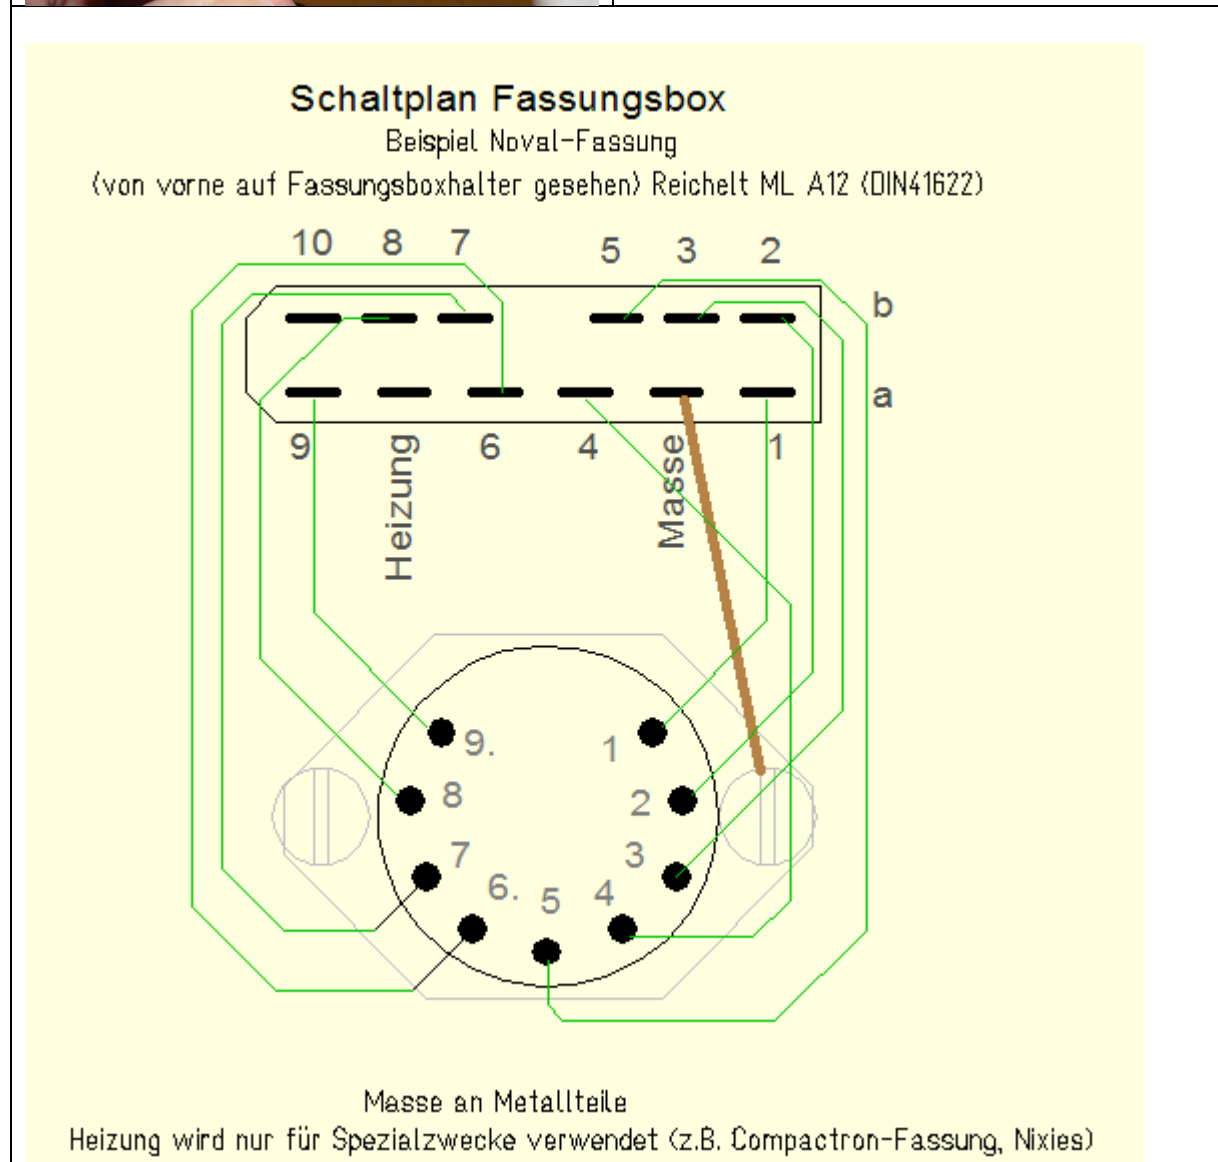 Schaltplan Fassungsbox
Beispiel Noval-Fassung
(von vorne auf Fassungsboxhalter gesehen) Reichelt ML A12 (DIN41622)
10 8 7 5 3 2
b
a
9 Heizung 6 4 Masse 1
9. 1
8 2
7 3
6. 5 4
Masse an Metallteile
Heizung wird nur für Spezialzwecke verwendet (z.B. Compactron-Fassung, Nixies)